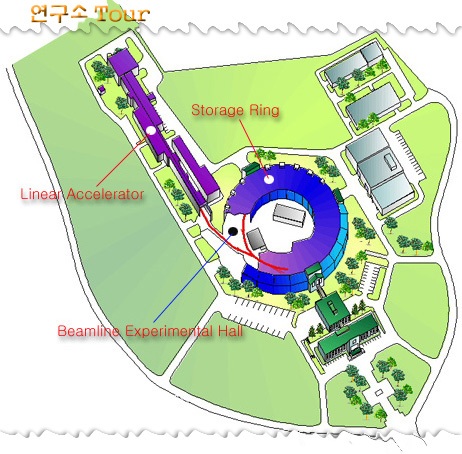 연구소 Tour
Storage Ring
Linear Accelerator
Beamline Experimental Hall